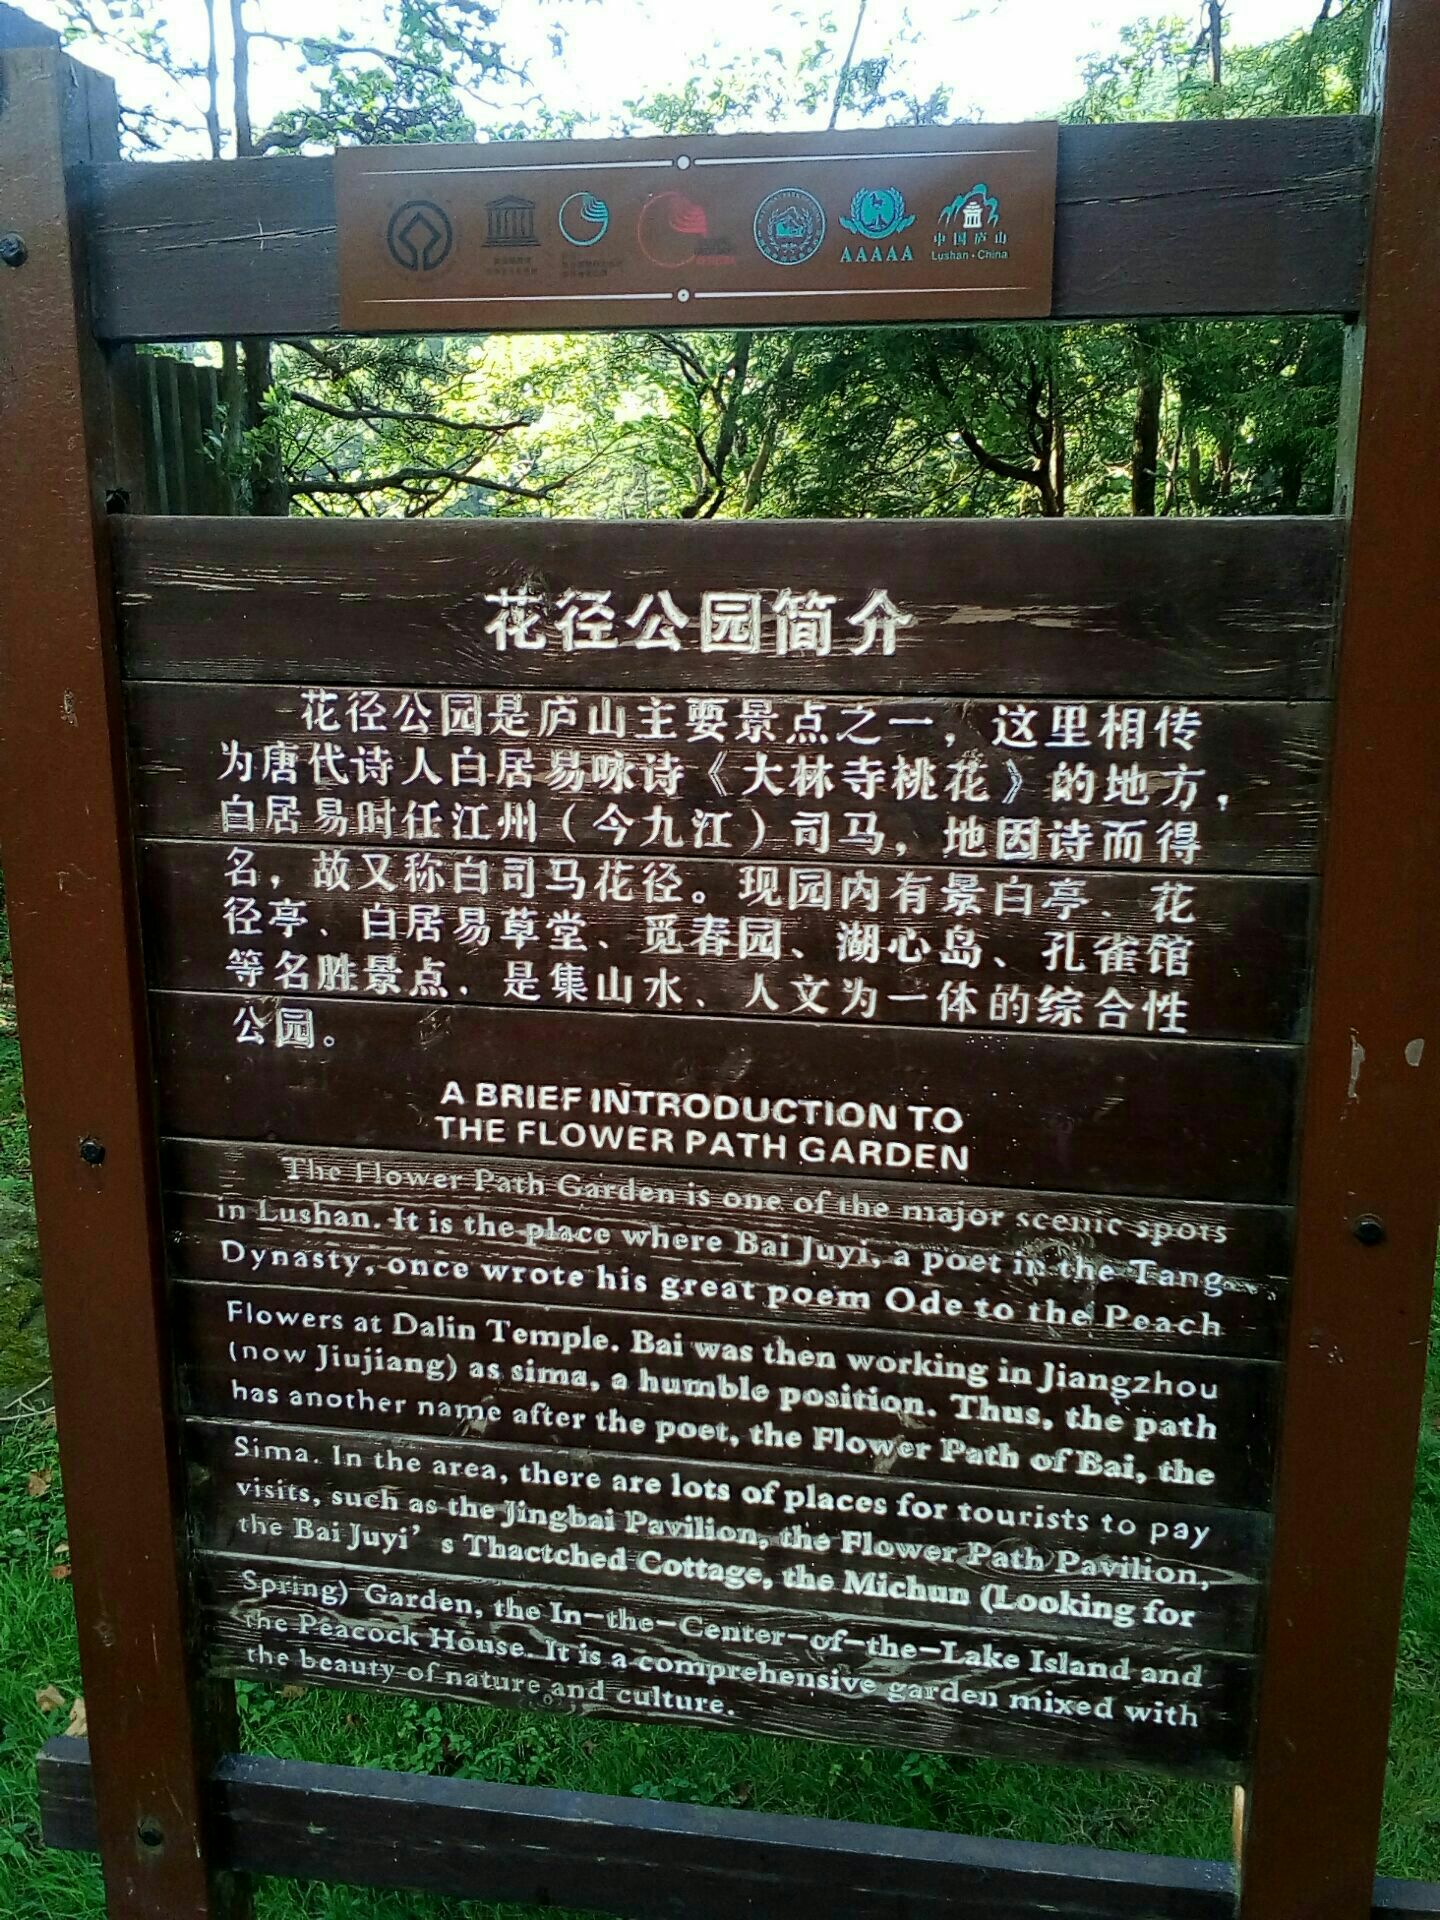 AAAAA
中国庐山
Lushan·China
花径公园简介
花径公园是庐山主要景点之一，这里相传
为唐代诗人白居易咏诗《大林寺桃花》的地方，
白居易时任江州（今九江）司马，地因诗而得
名，故又称白司马花径。现园内有景白亭、花
径亭、白居易草堂、觅春园、湖心岛、孔雀馆
等名胜景点，是集山水、人文为一体的综合性
公园。
A BRIEF INTRODUCTION TO
THE FLOWER PATH GARDEN
The Flower Path Garden is one of the major scenic spots
in Lushan. It is the place where Bai Juyi, a poet in the Tang
Dynasty, once wrote his great poem Ode to the Peach
Flowers at Dalin Temple. Bai was then working in Jiangzhou
(now Jiujiang) as sima, a humble position. Thus, the path
has another name after the poet, the Flower Path of Bai, the
Sima. In the area, there are lots of places for tourists to pay
visits, such as the Jingbai Pavilion, the Flower Path Pavilion,
the Bai Juyi's Thactched Cottage, the Michun (Looking for
Spring) Garden, the In-the-Center-of-the-Lake Island and
the Peacock House. It is a comprehensive garden mixed with
the beauty of nature and culture.